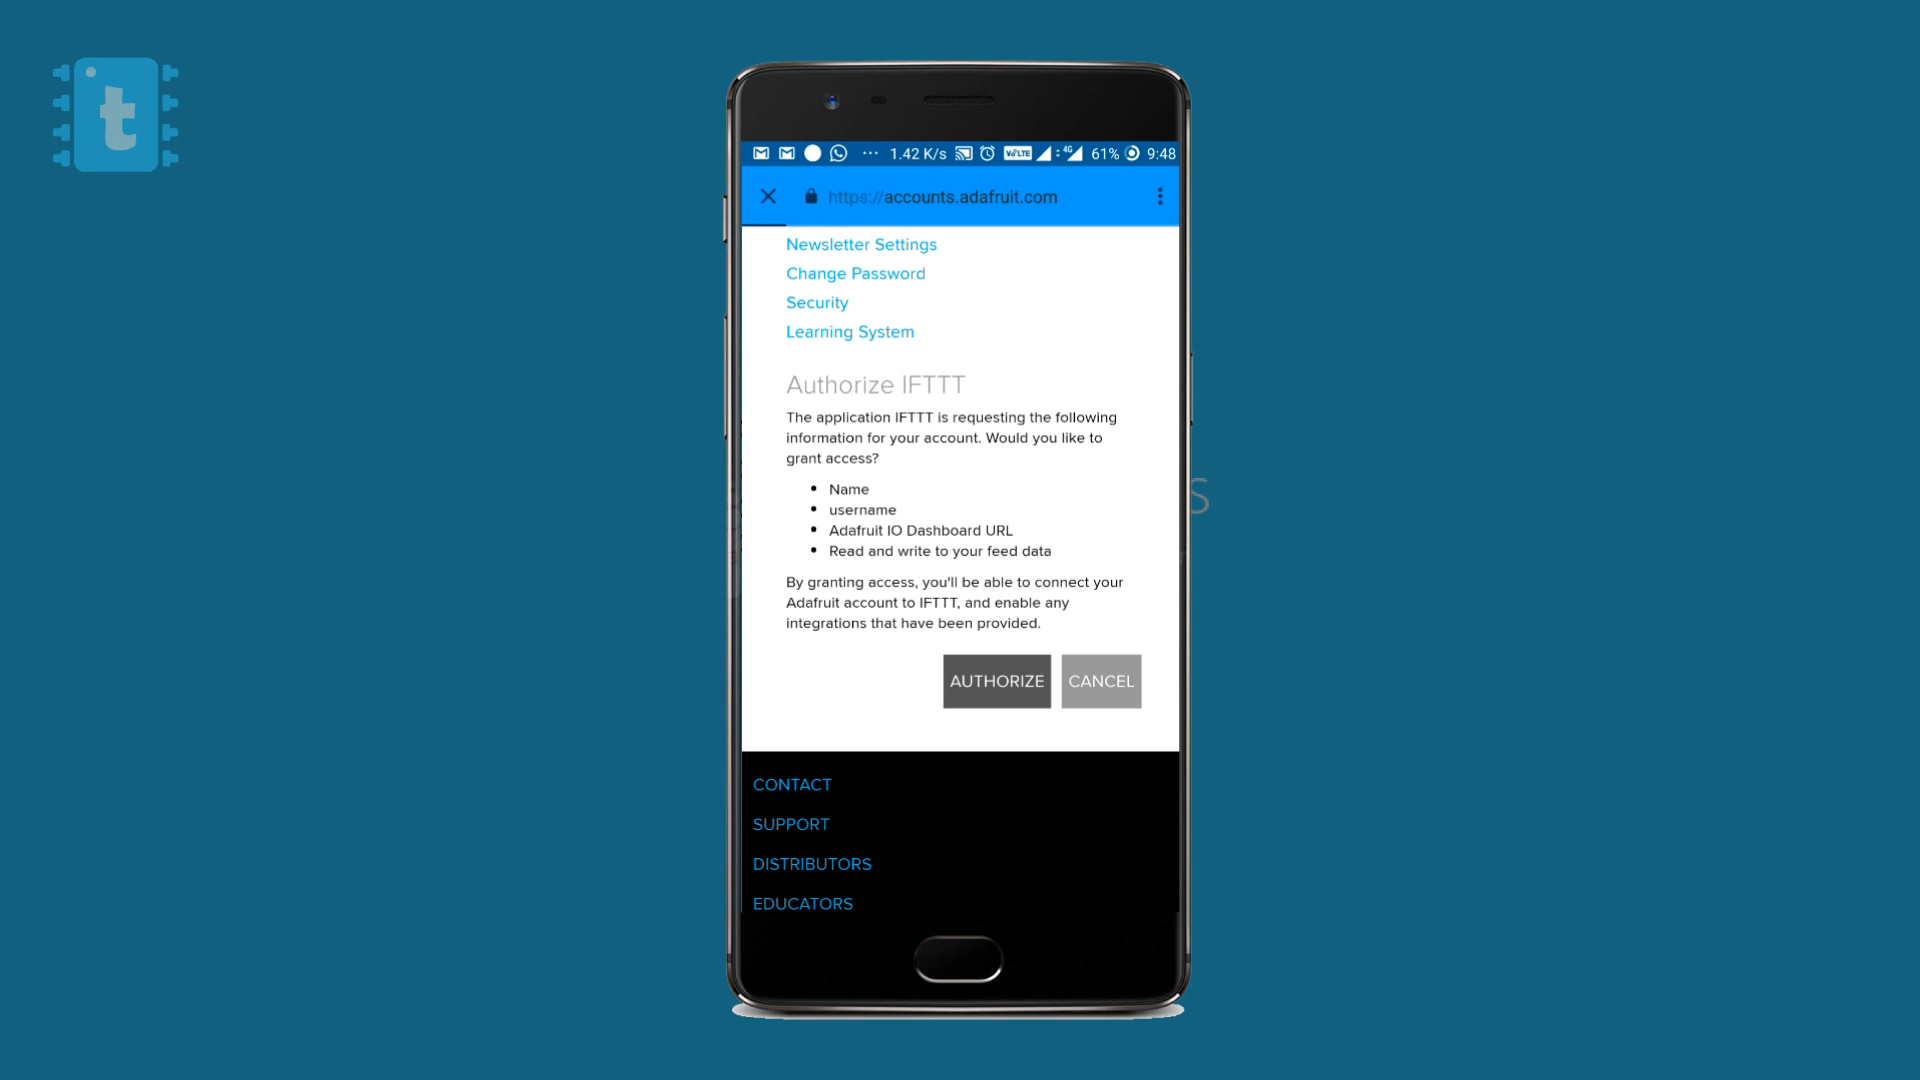 t
1.42 K/s VoLTE 4G 61% 9:48
https://accounts.adafruit.com
Newsletter Settings
Change Password
Security
Learning System
Authorize IFTTT
The application IFTTT is requesting the following
information for your account. Would you like to
grant access?
Name
username
Adafruit IO Dashboard URL
Read and write to your feed data
By granting access, you'll be able to connect your
Adafruit account to IFTTT, and enable any
integrations that have been provided.
AUTHORIZE CANCEL
CONTACT
SUPPORT
DISTRIBUTORS
EDUCATORS